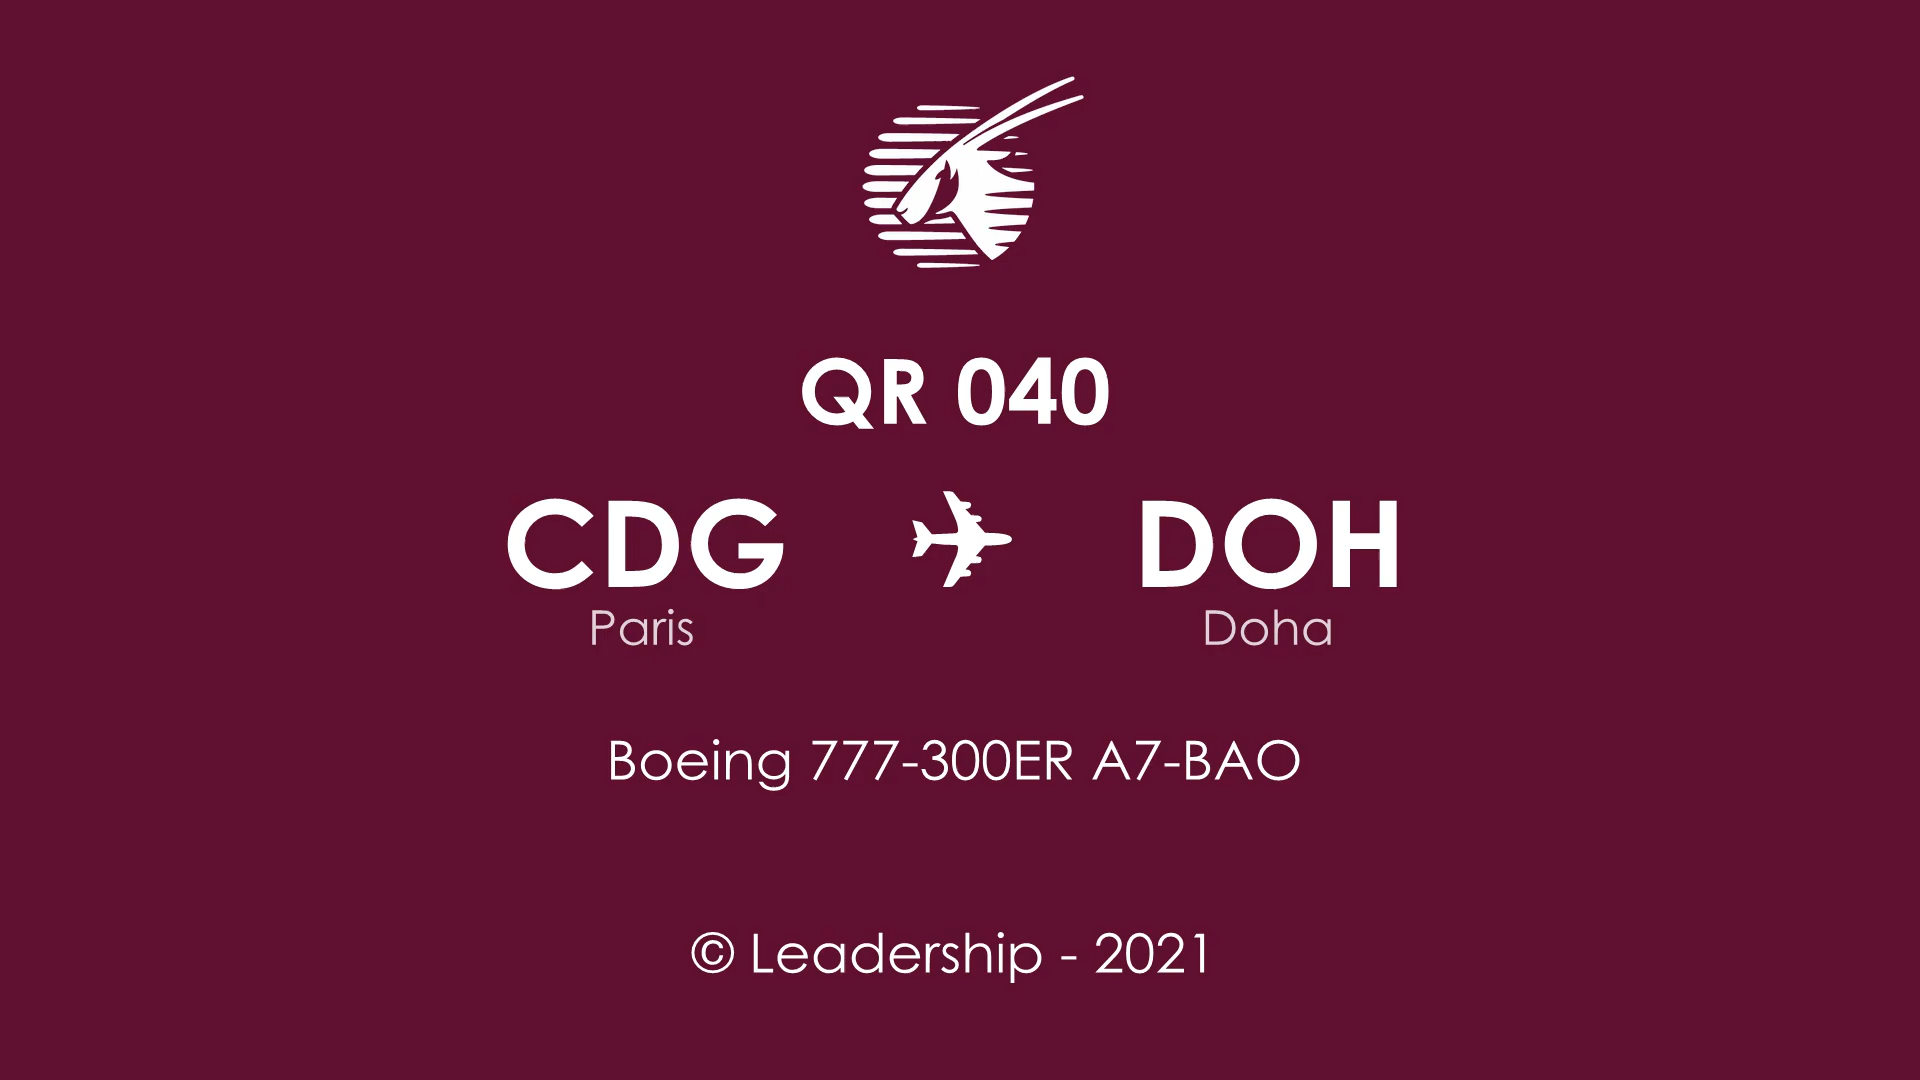 QR 040
CDG DOH
Paris Doha
Boeing 777-300ER A7-BAO
© Leadership - 2021